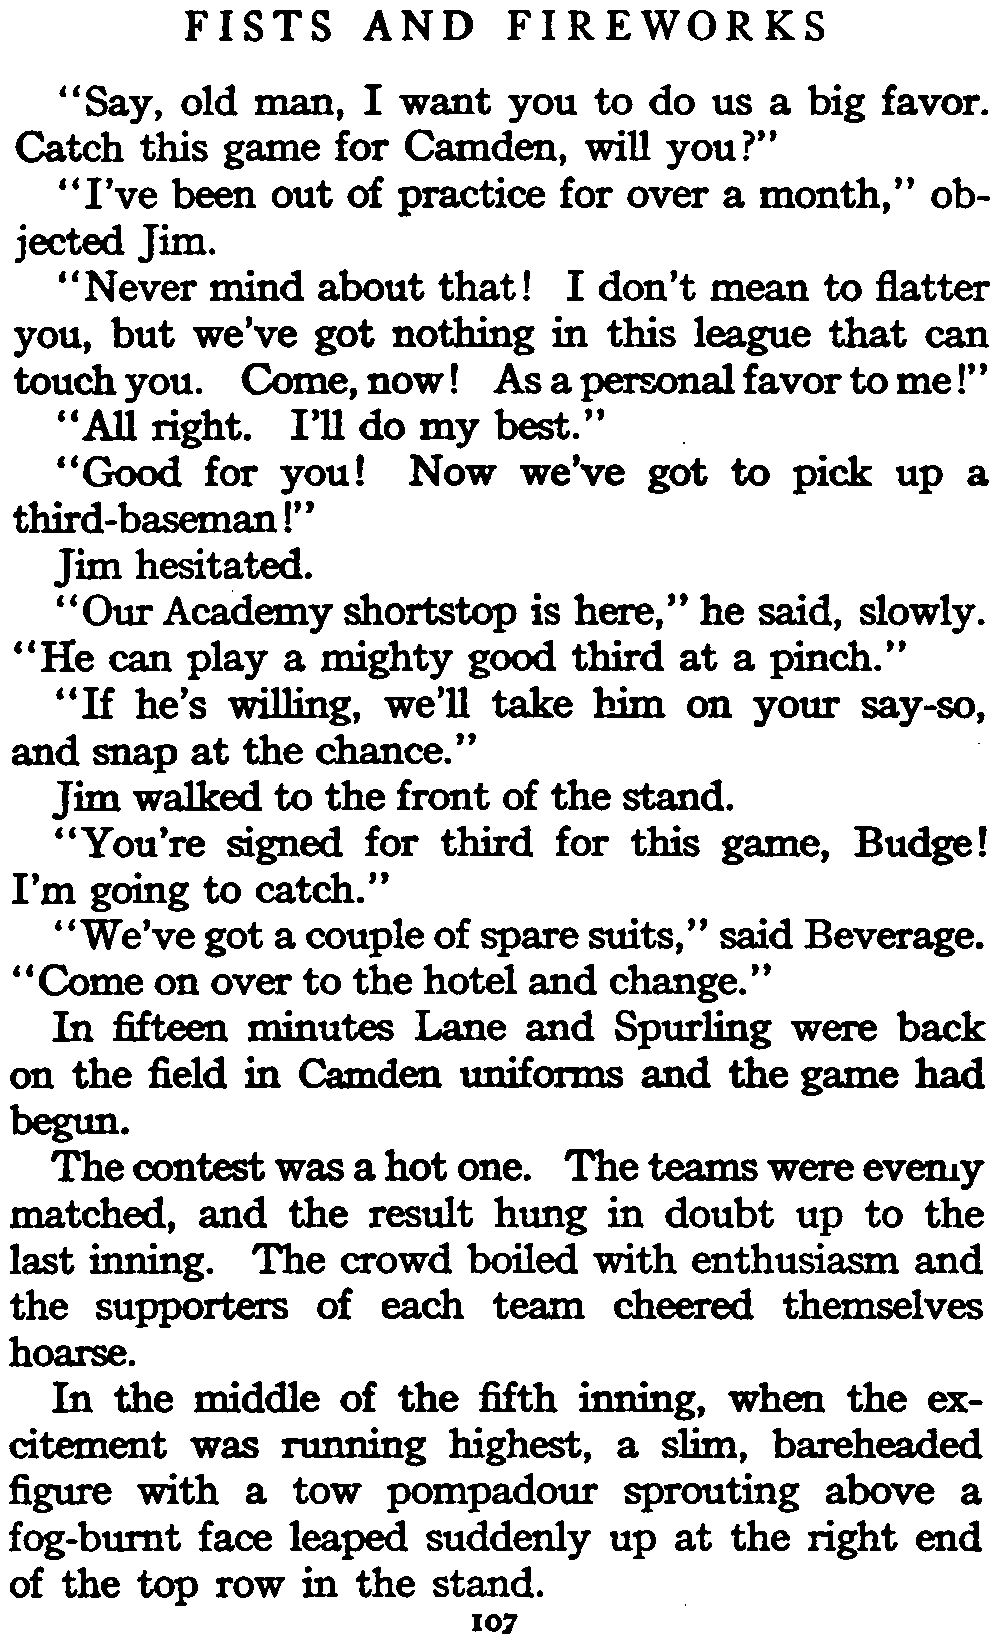 FISTS AND FIREWORKS
"Say, old man, I want you to do us a big favor.
Catch this game for Camden, will you?"
"I've been out of practice for over a month," ob-
jected Jim.
"Never mind about that! I don't mean to flatter
you, but we've got nothing in this league that can
touch you. Come, now! As a personal favor to me!"
"All right. I'll do my best."
"Good for you! Now we've got to pick up a
third-baseman!"
Jim hesitated.
"Our Academy shortstop is here," he said, slowly.
"He can play a mighty good third at a pinch."
"If he's willing, we'll take him on your say-so,
and snap at the chance."
Jim walked to the front of the stand.
"You're signed for third for this game, Budge!
I'm going to catch."
"We've got a couple of spare suits," said Beverage.
"Come on over to the hotel and change."
In fifteen minutes Lane and Spurling were back
on the field in Camden uniforms and the game had
begun.
The contest was a hot one. The teams were evenly
matched, and the result hung in doubt up to the
last inning. The crowd boiled with enthusiasm and
the supporters of each team cheered themselves
hoarse.
In the middle of the fifth inning, when the ex-
citement was running highest, a slim, bareheaded
figure with a tow pompadour sprouting above a
fog-burnt face leaped suddenly up at the right end
of the top row in the stand.
107